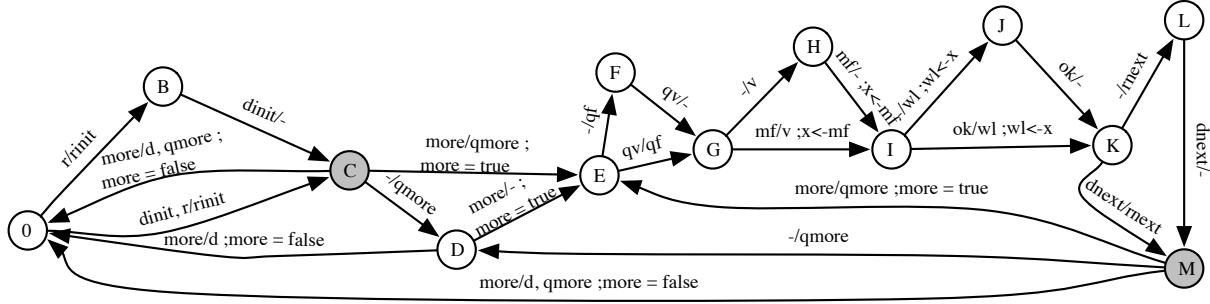 L
J
H
B
F
C
G
I
K
E
0
D
M
r/rinit
dinit/-
more/d, qmore ;
more = false
dinit, r/rinit
more/qmore ;
more = true
-/qmore
more/- ;
more = true
more/d ;more = false
-/qf
qv/-
qv/qf
-/v
mf/- ;x<-mf
mf/v ;x<-mf
-/wl ;wl<-x
ok/-
ok/wl ;wl<-x
-/rnext
dnext/-
dnext/rnext
more/qmore ;more = true
-/qmore
more/d, qmore ;more = false